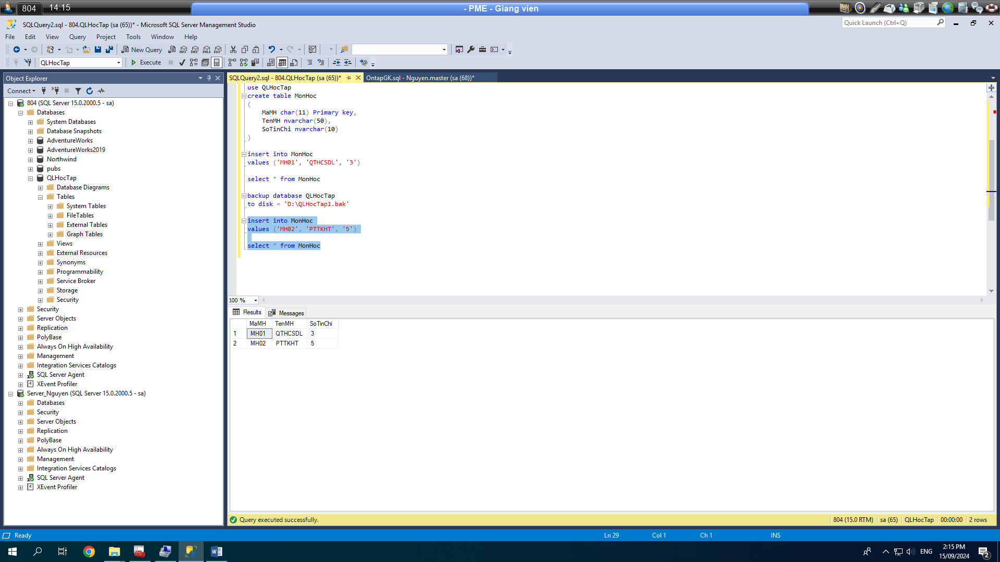 804 14:15 - PME - Giang vien
SQLQuery2.sql - 804.QLHocTap (sa (65))* - Microsoft SQL Server Management Studio
Quick Launch (Ctrl+Q)
File Edit View Query Project Tools Window Help
New Query
MDX DMX XMLA DAX
QLHocTap Execute
Object Explorer
Connect
804 (SQL Server 15.0.2000.5 - sa)
Databases
System Databases
Database Snapshots
AdventureWorks
AdventureWorks2019
Northwind
pubs
QLHocTap
Database Diagrams
Tables
System Tables
FileTables
External Tables
Graph Tables
Views
External Resources
Synonyms
Programmability
Service Broker
Storage
Security
Security
Server Objects
Replication
PolyBase
Always On High Availability
Management
Integration Services Catalogs
SQL Server Agent
XEvent Profiler
Server_Nguyen (SQL Server 15.0.2000.5 - sa)
Databases
Security
Server Objects
Replication
PolyBase
Always On High Availability
Management
Integration Services Catalogs
SQL Server Agent
XEvent Profiler
SQLQuery2.sql - 804.QLHocTap (sa (65))* OntapGK.sql - Nguyen.master (sa (68))*
use QLHocTap
create table MonHoc
(
MaMH char(11) Primary key,
TenMH nvarchar(50),
SoTinChi nvarchar(10)
)
insert into MonHoc
values ('MH01', 'QTHCSDL', '3')
select * from MonHoc
backup database QLHocTap
to disk = 'D:\QLHocTap1.bak'
insert into MonHoc
values ('MH02', 'PTTKHT', '5')
select * from MonHoc
100 %
Results Messages
MaMH TenMH SoTinChi
1 MH01 QTHCSDL 3
2 MH02 PTTKHT 5
Query executed successfully. 804 (15.0 RTM) sa (65) QLHocTap 00:00:00 2 rows
Ready Ln 29 Col 1 Ch 1 INS
ENG 2:15 PM
15/09/2024
2